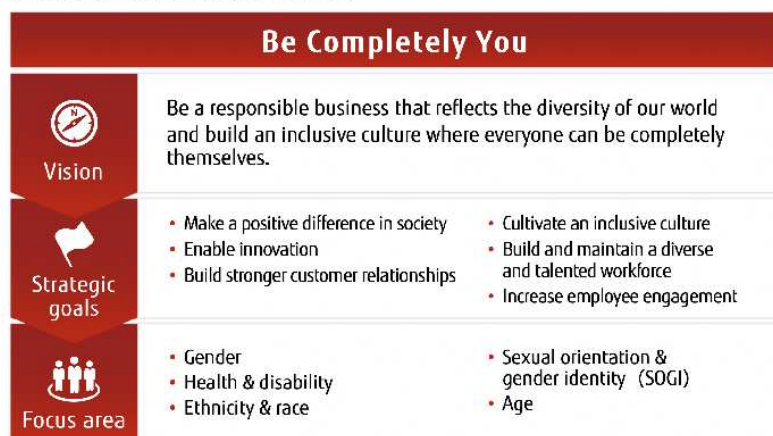 Be Completely You
Vision
Be a responsible business that reflects the diversity of our world
and build an inclusive culture where everyone can be completely
themselves.
Strategic
goals
• Make a positive difference in society
• Enable innovation
• Build stronger customer relationships
• Cultivate an inclusive culture
• Build and maintain a diverse
and talented workforce
• Increase employee engagement
Focus area
• Gender
• Health & disability
• Ethnicity & race
• Sexual orientation &
gender identity (SOGI)
• Age